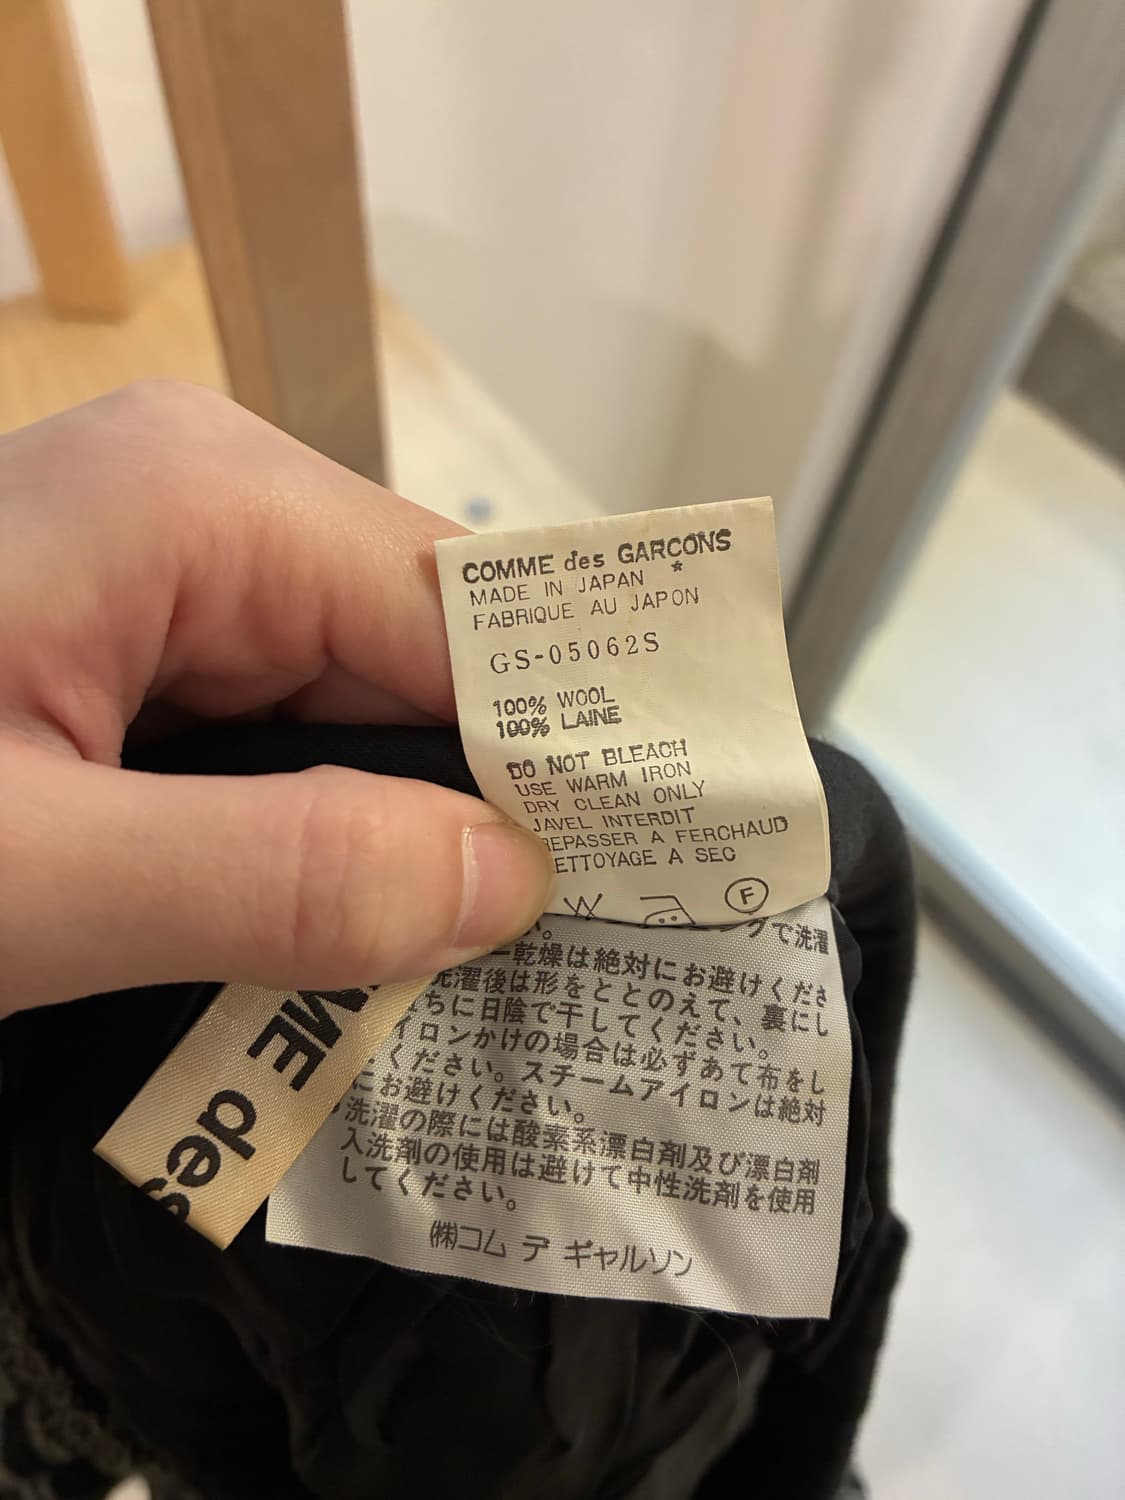 COMME des GARCONS
*
MADE IN JAPAN
FABRIQUE AU JAPON
GS-05062S
100% WOOL
100% LAINE
DO NOT BLEACH
USE WARM IRON
DRY CLEAN ONLY
JAVEL INTERDIT
REPASSER A FERCHAUD
ETTOYAGE A SEC
F
い。 ングで洗濯
ー乾燥は絶対にお避けくださ
洗濯後は形をととのえて、裏にし
ちに日陰で干してください。
イロンかけの場合は必ずあて布をし
ください。スチームアイロンは絶対
にお避けください。
洗濯の際には酸素系漂白剤及び漂白剤
入洗剤の使用は避けて中性洗剤を使用
してください。
㈱コム デ ギャルソン
ME des